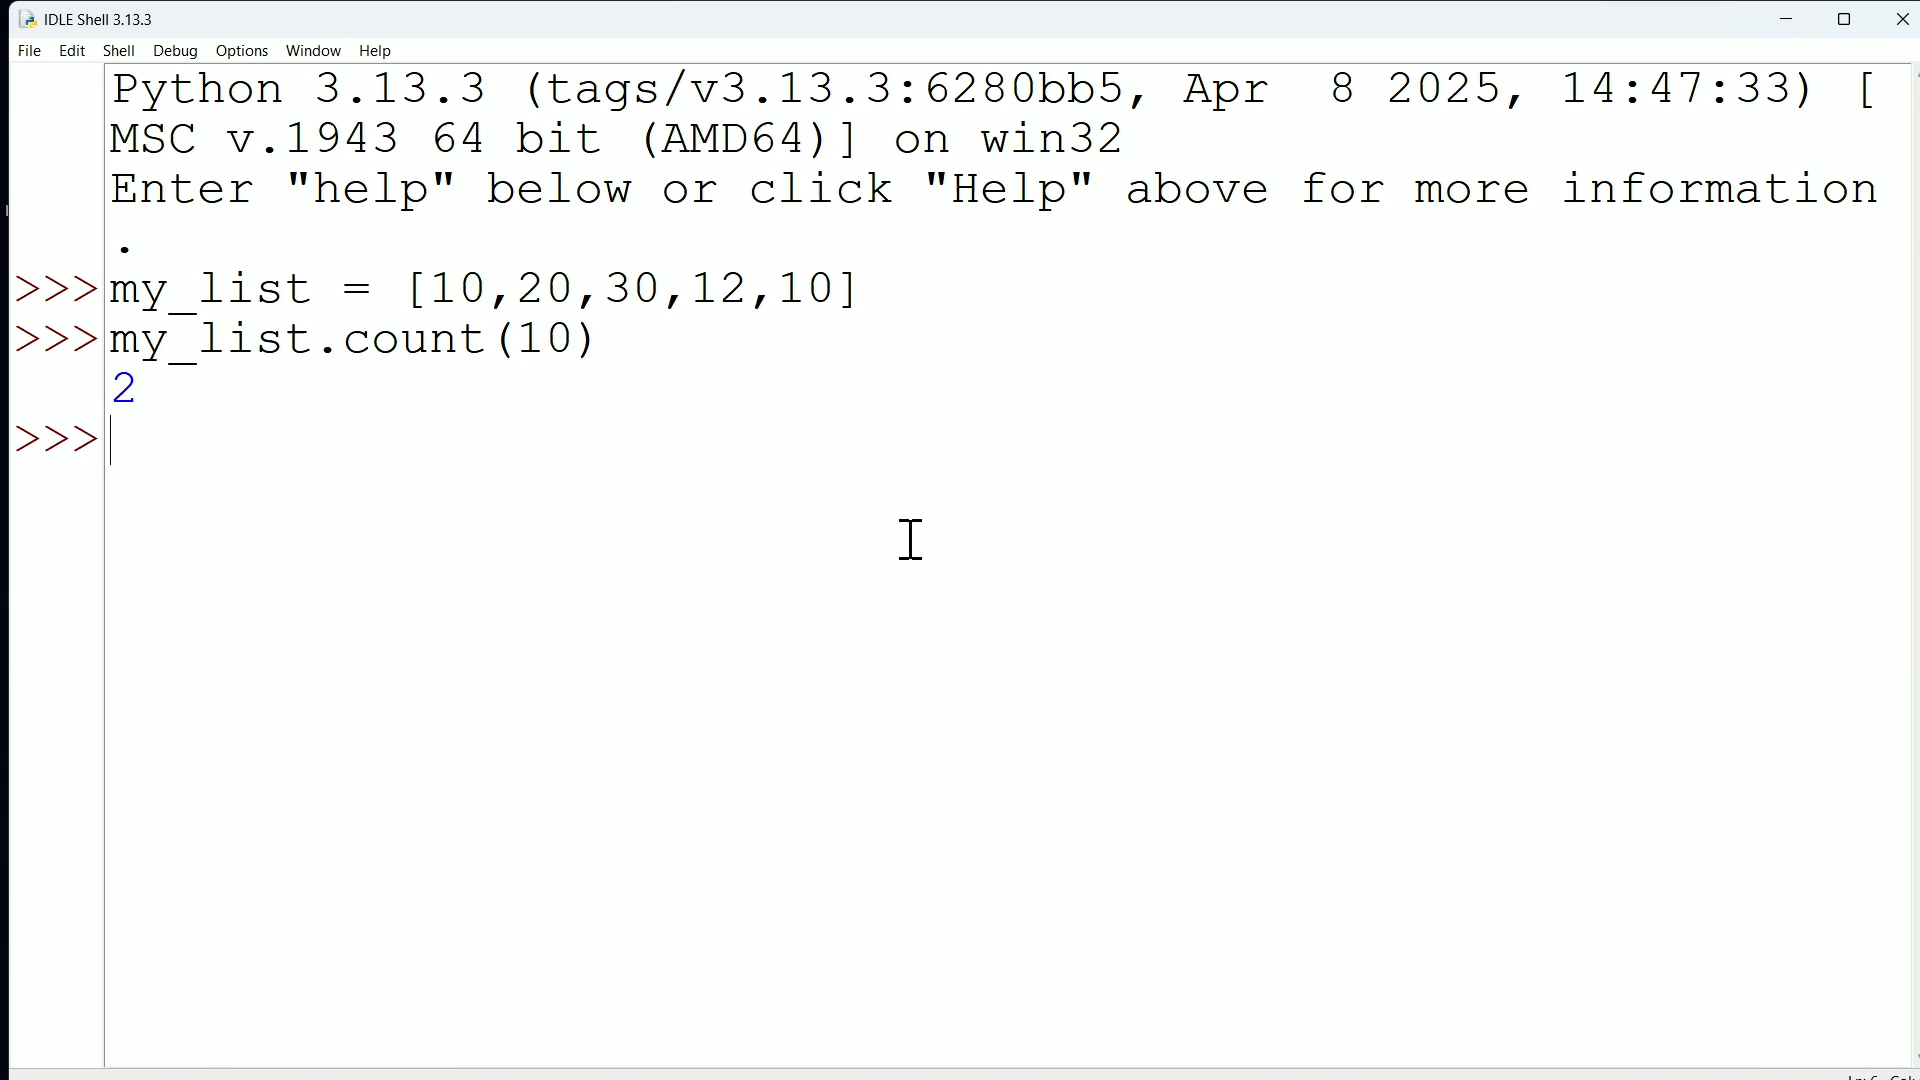 IDLE Shell 3.13.3
File Edit Shell Debug Options Window Help
Python 3.13.3 (tags/v3.13.3:6280bb5, Apr  8 2025, 14:47:33) [
MSC v.1943 64 bit (AMD64)] on win32
Enter "help" below or click "Help" above for more information
.
>>> my_list = [10,20,30,12,10]
>>> my_list.count(10)
2
>>>